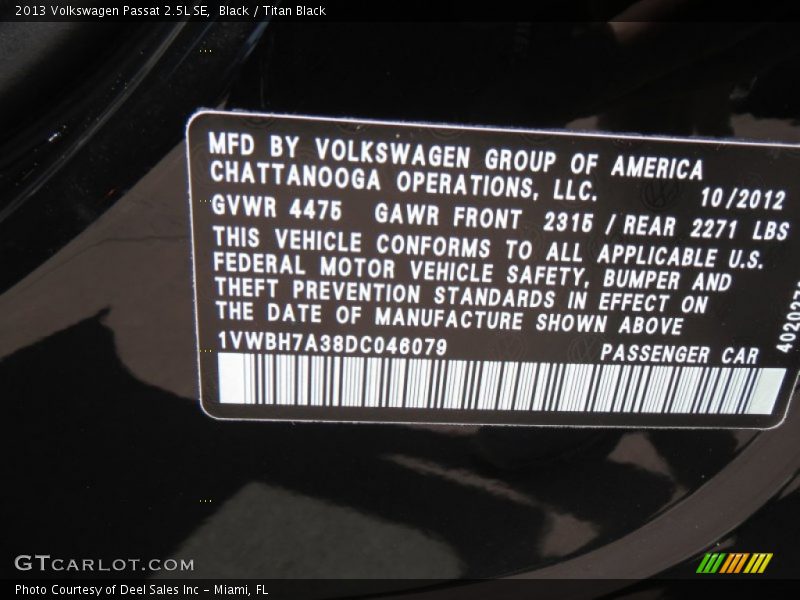 2013 Volkswagen Passat 2.5L SE, Black / Titan Black
MFD BY VOLKSWAGEN GROUP OF AMERICA
CHATTANOOGA OPERATIONS, LLC. 10/2012
GVWR 4475 GAWR FRONT 2315 / REAR 2271 LBS
THIS VEHICLE CONFORMS TO ALL APPLICABLE U.S.
FEDERAL MOTOR VEHICLE SAFETY, BUMPER AND
THEFT PREVENTION STANDARDS IN EFFECT ON
THE DATE OF MANUFACTURE SHOWN ABOVE
1VWBH7A38DC046079 PASSENGER CAR
GTCARLOT.COM
Photo Courtesy of Deel Sales Inc – Miami, FL